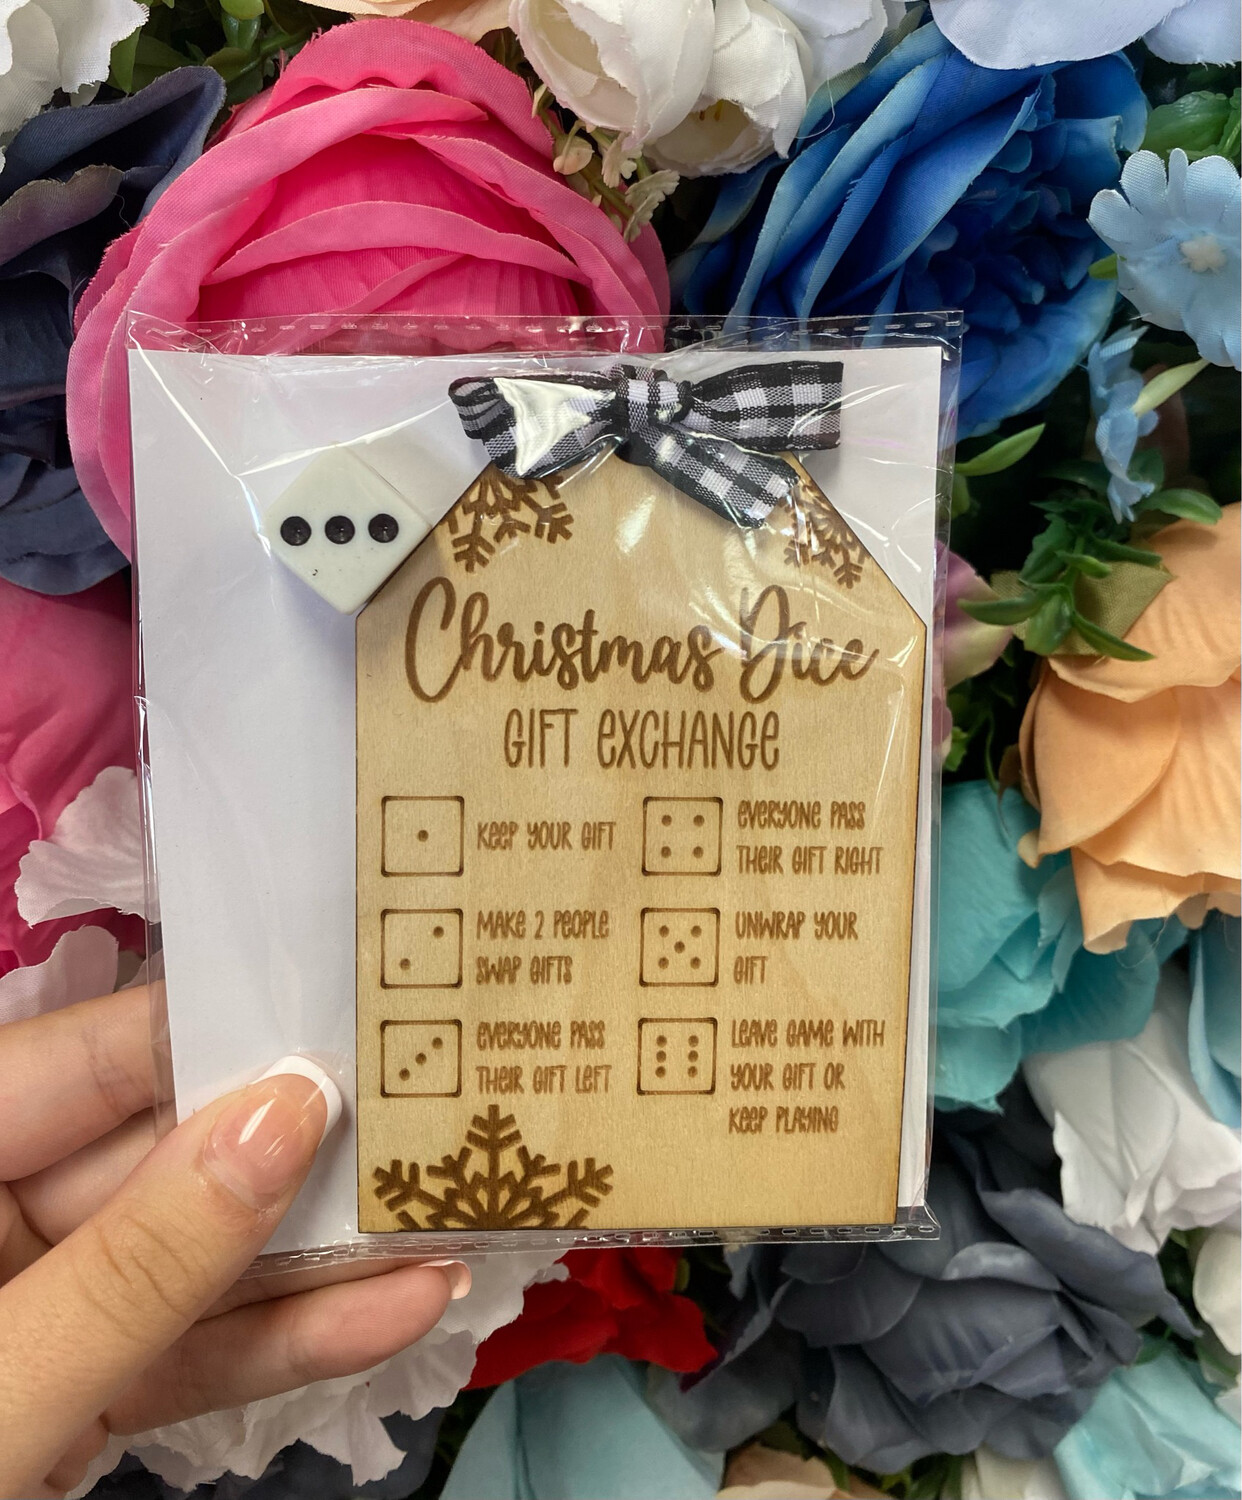 Christmas Dice
GIFT EXCHANGE
KEEP YOUR GIFT
MAKE 2 PEOPLE
SWAP GIFTS
EVERYONE PASS
THEIR GIFT LEFT
EVERYONE PASS
THEIR GIFT RIGHT
UNWRAP YOUR
GIFT
LEAVE GAME WITH
YOUR GIFT OR
KEEP PLAYING